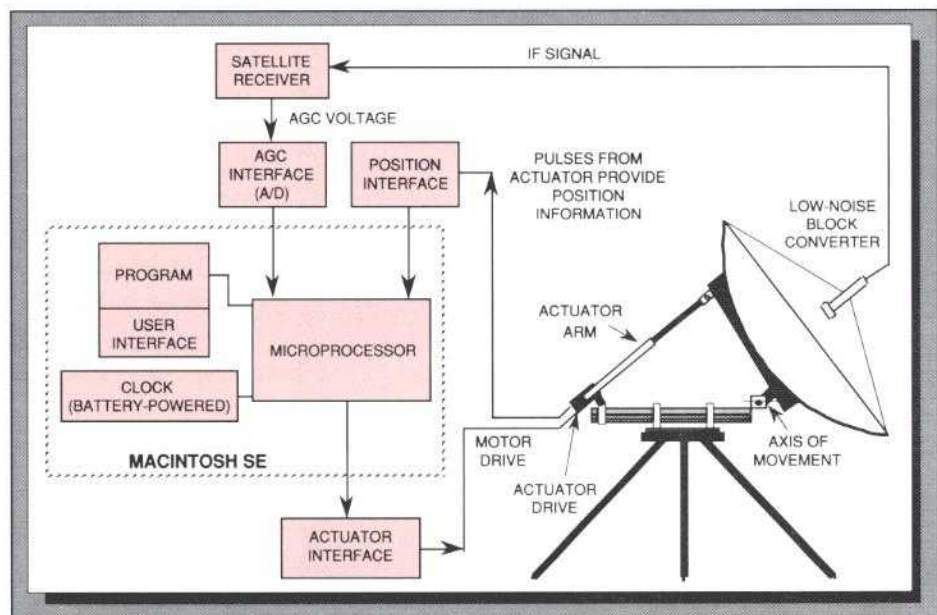 SATELLITE
RECEIVER
IF SIGNAL
AGC VOLTAGE
AGC
INTERFACE
(A/D)
POSITION
INTERFACE
PULSES FROM
ACTUATOR PROVIDE
POSITION
INFORMATION
LOW-NOISE
BLOCK
CONVERTER
PROGRAM
USER
INTERFACE
MICROPROCESSOR
CLOCK
(BATTERY-POWERED)
MACINTOSH SE
ACTUATOR
ARM
MOTOR
DRIVE
ACTUATOR
DRIVE
AXIS OF
MOVEMENT
ACTUATOR
INTERFACE